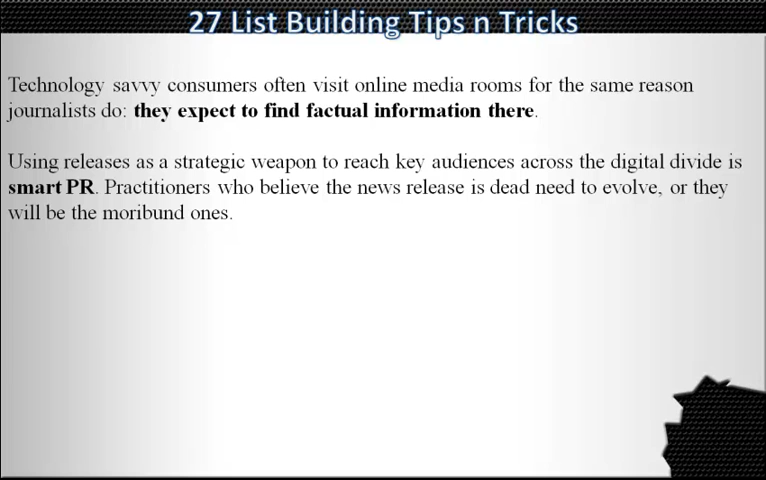 27 List Building Tips n Tricks
Technology savvy consumers often visit online media rooms for the same reason
journalists do: they expect to find factual information there.
Using releases as a strategic weapon to reach key audiences across the digital divide is
smart PR. Practitioners who believe the news release is dead need to evolve, or they
will be the moribund ones.